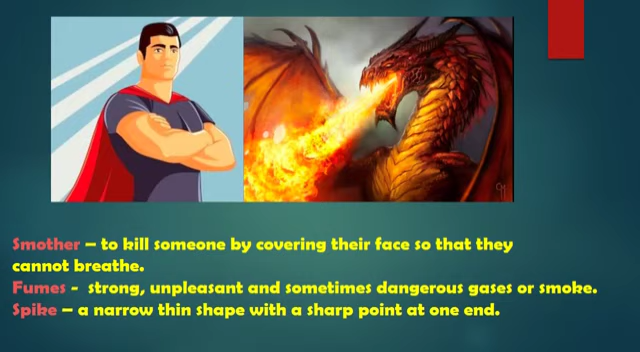 Smother – to kill someone by covering their face so that they
cannot breathe.
Fumes - strong, unpleasant and sometimes dangerous gases or smoke.
Spike – a narrow thin shape with a sharp point at one end.